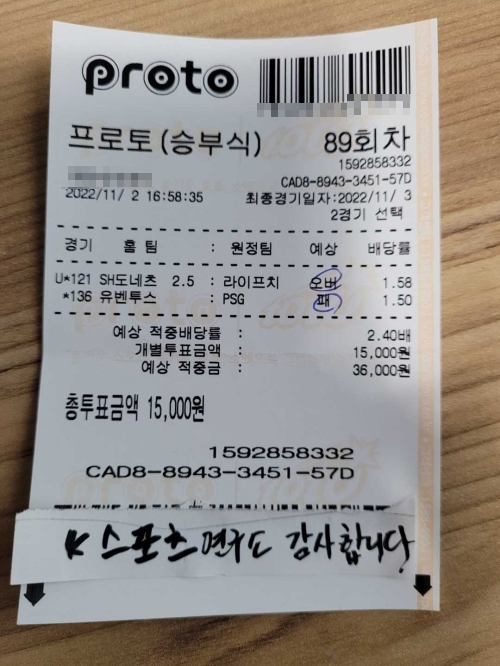 proto
프로토(승부식) 89회차
1592858332
CAD8-8943-3451-57D
2022/11/ 2 16:58:35 최종경기일자:2022/11/ 3
2경기 선택
경기 홈 팀 : 원정팀 예상 배당률
U*121 SH도네츠 2.5 : 라이프치 오버 1.58
*136 유벤투스 : PSG 패 1.50
예상 적중배당률 : 2.40배
개별투표금액 : 15,000원
예상 적중금 : 36,000원
총투표금액 15,000원
1592858332
CAD8-8943-3451-57D
K 스포츠 연구소 감사합니다